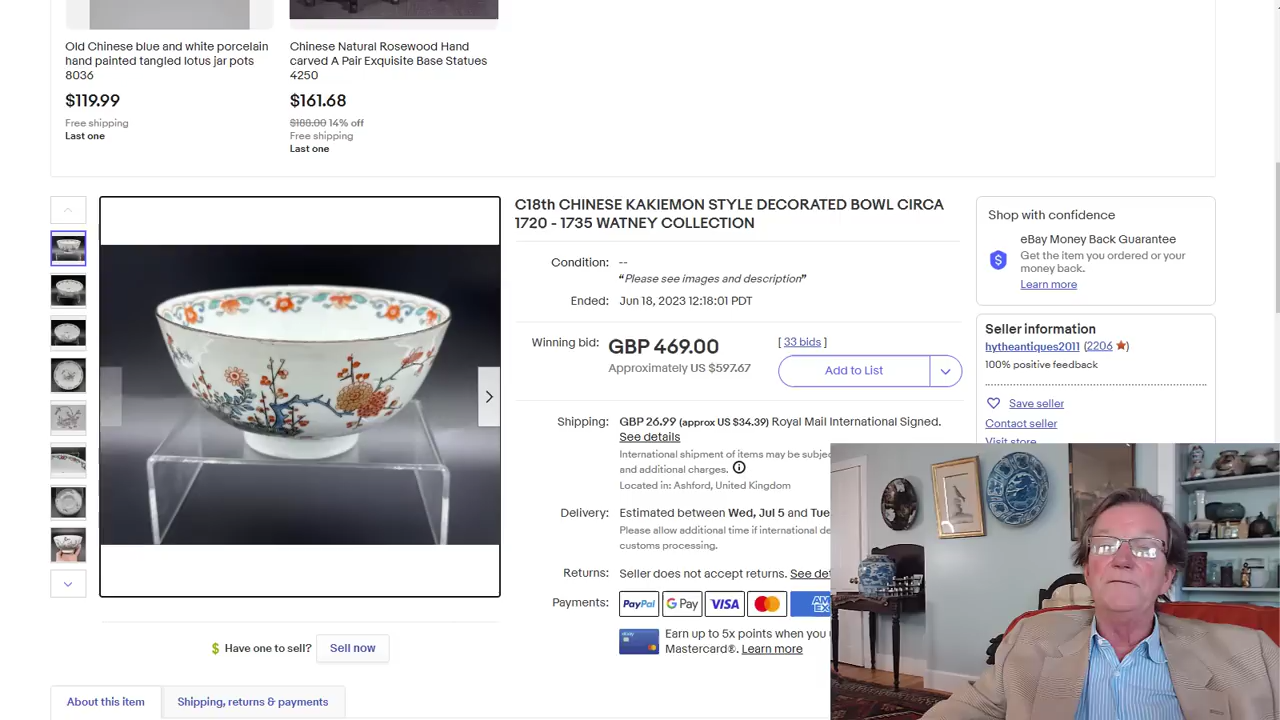 Old Chinese blue and white porcelain
hand painted tangled lotus jar pots
8036
$119.99
Free shipping
Last one
Chinese Natural Rosewood Hand
carved A Pair Exquisite Base Statues
4250
$161.68
$188.00 14% off
Free shipping
Last one
C18th CHINESE KAKIEMON STYLE DECORATED BOWL CIRCA
1720 - 1735 WATNEY COLLECTION
Condition: --
“Please see images and description”
Ended: Jun 18, 2023 12:18:01 PDT
Winning bid: GBP 469.00 [ 33 bids ]
Approximately US $597.67
Add to List
Shipping: GBP 26.99 (approx US $34.39) Royal Mail International Signed.
See details
International shipment of items may be subjec
and additional charges.
Located in: Ashford, United Kingdom
Delivery: Estimated between Wed, Jul 5 and Tue
Please allow additional time if international de
customs processing.
Returns: Seller does not accept returns. See det
Payments: PayPal G Pay VISA AM
EX
Earn up to 5x points when you
Mastercard®. Learn more
Shop with confidence
eBay Money Back Guarantee
Get the item you ordered or your
money back.
Learn more
Seller information
hytheantiques2011 (2206)
100% positive feedback
Save seller
Contact seller
Visit store
$ Have one to sell? Sell now
About this item
Shipping, returns & payments